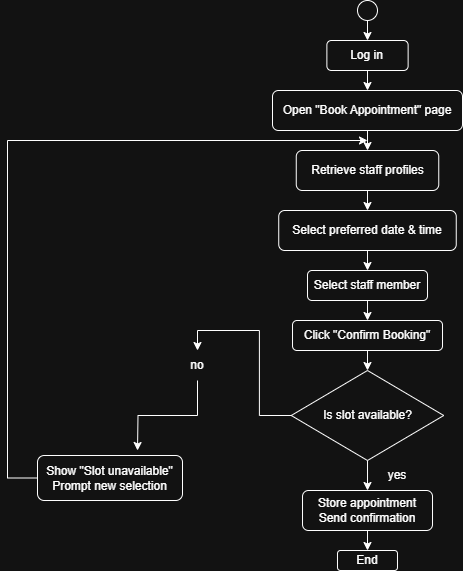 Log in
Open "Book Appointment" page
Retrieve staff profiles
Select preferred date & time
Select staff member
Click "Confirm Booking"
no
Is slot available?
Show "Slot unavailable"
Prompt new selection
yes
Store appointment
Send confirmation
End